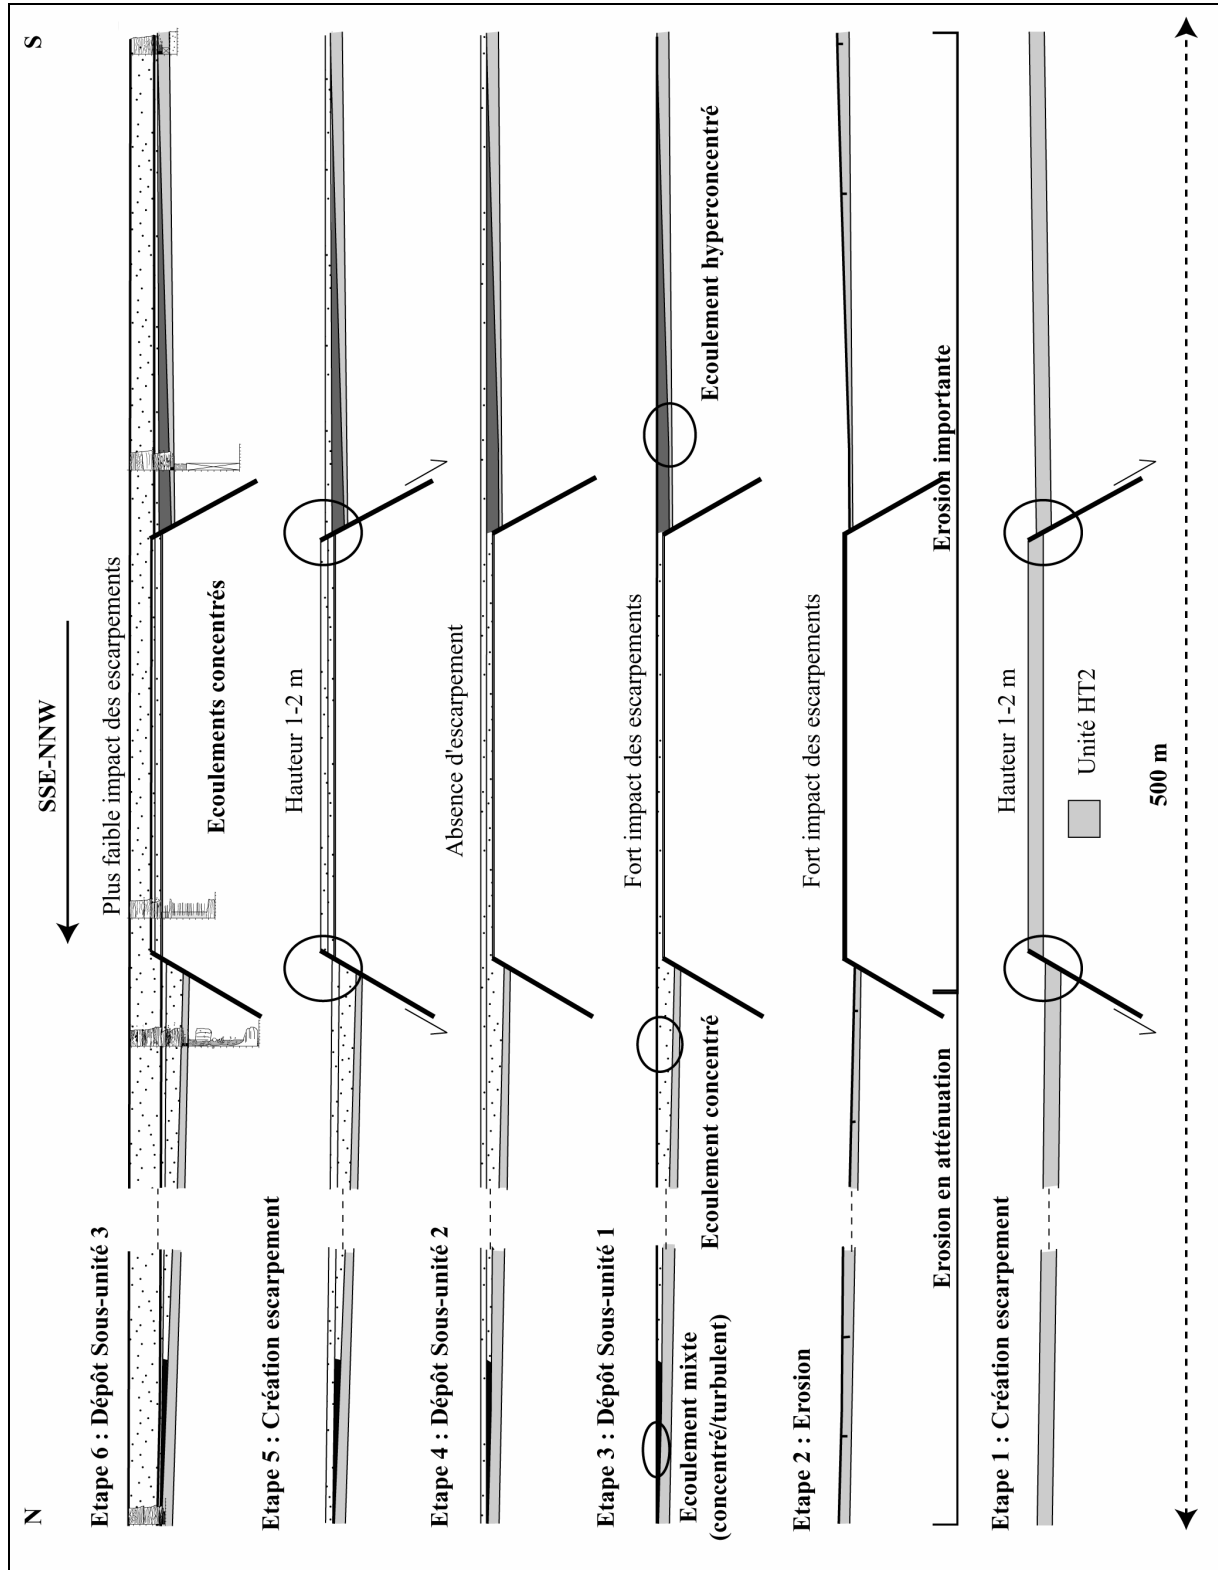 N
SSE-NNW
S
Etape 6 : Dépôt Sous-unité 3
Plus faible impact des escarpements
Ecoulements concentrés
Etape 5 : Création escarpement
Hauteur 1-2 m
Etape 4 : Dépôt Sous-unité 2
Absence d'escarpement
Etape 3 : Dépôt Sous-unité 1
Fort impact des escarpements
Ecoulement mixte
(concentré/turbulent)
Ecoulement concentré
Ecoulement hyperconcentré
Etape 2 : Erosion
Fort impact des escarpements
Erosion en atténuation
Erosion importante
Etape 1 : Création escarpement
Hauteur 1-2 m
Unité HT2
500 m